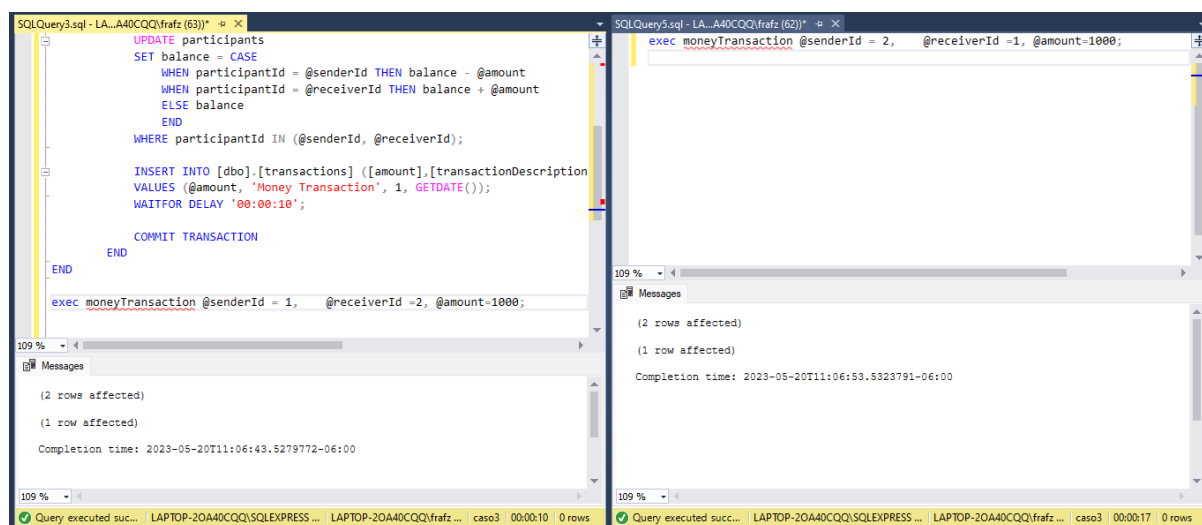 SQLQuery3.sql - LA...A40CQQ\frafz (63))*
UPDATE participants
SET balance = CASE
WHEN participantId = @senderId THEN balance - @amount
WHEN participantId = @receiverId THEN balance + @amount
ELSE balance
END
WHERE participantId IN (@senderId, @receiverId);
INSERT INTO [dbo].[transactions] ([amount],[transactionDescription
VALUES (@amount, 'Money Transaction', 1, GETDATE());
WAITFOR DELAY '00:00:10';
COMMIT TRANSACTION
END
END
exec moneyTransaction @senderId = 1, @receiverId =2, @amount=1000;
109 %
Messages
(2 rows affected)
(1 row affected)
Completion time: 2023-05-20T11:06:43.5279772-06:00
109 %
Query executed suc... LAPTOP-2OA40CQQ\SQLEXPRESS ... LAPTOP-2OA40CQQ\frafz ... caso3 00:00:10 0 rows
SQLQuery5.sql - LA...A40CQQ\frafz (62))*
exec moneyTransaction @senderId = 2, @receiverId =1, @amount=1000;
109 %
Messages
(2 rows affected)
(1 row affected)
Completion time: 2023-05-20T11:06:53.5323791-06:00
109 %
Query executed succ... LAPTOP-2OA40CQQ\SQLEXPRESS ... LAPTOP-2OA40CQQ\frafz ... caso3 00:00:17 0 rows